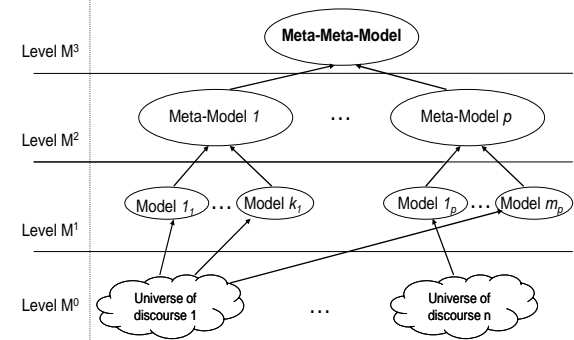 Meta-Meta-Model
Level M³
Meta-Model 1
...
Meta-Model p
Level M²
Model 1₁
...
Model k₁
Model 1ₚ
...
Model mₚ
Level M¹
Level M⁰
Universe of
discourse 1
...
Universe of
discourse n